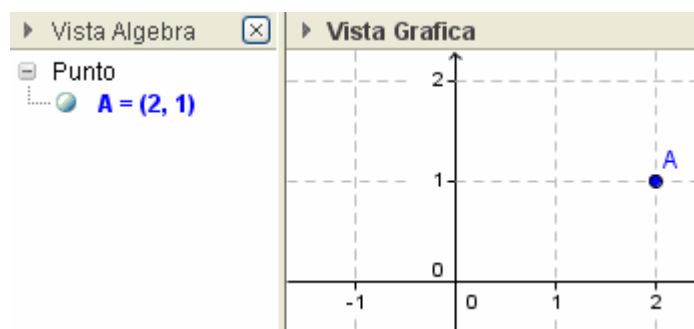 Vista Algebra
Punto
A = (2, 1)
Vista Grafica
2
A
1
0
-1 0 1 2